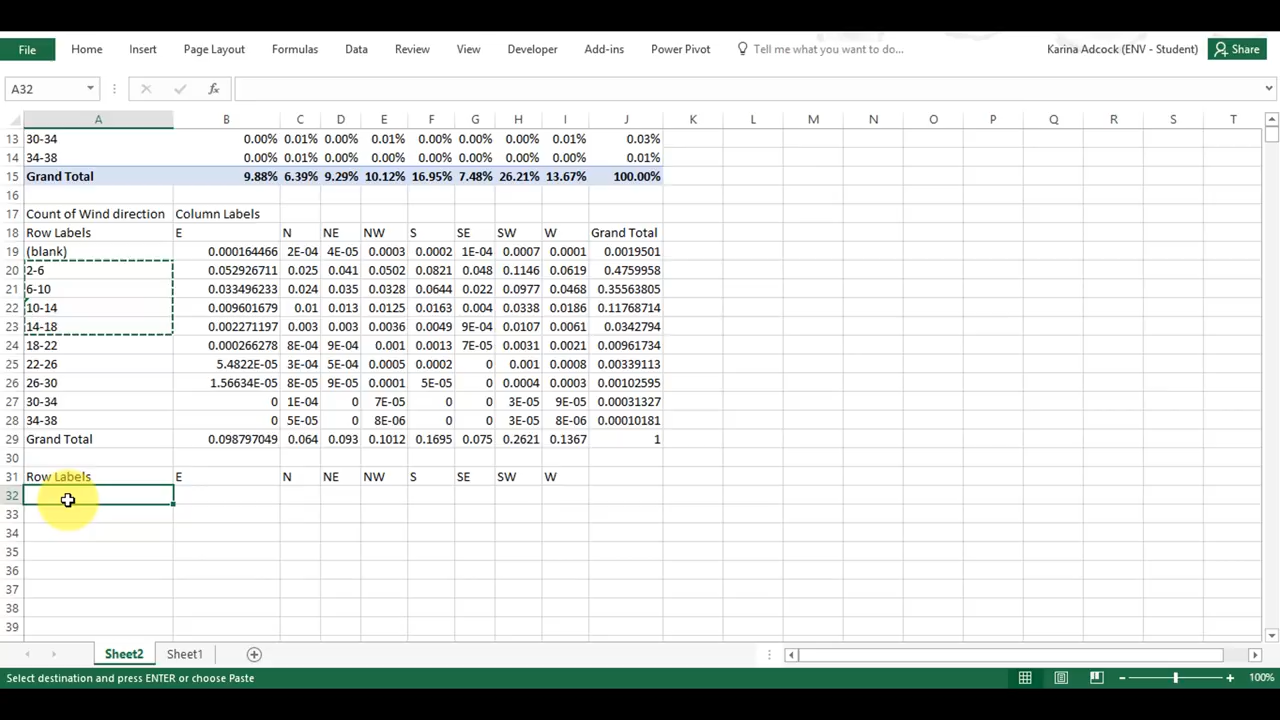 File Home Insert Page Layout Formulas Data Review View Developer Add-ins Power Pivot Tell me what you want to do... Karina Adcock (ENV - Student) Share
A32 fx
A B C D E F G H I J K L M N O P Q R S T
13 30-34 0.00% 0.01% 0.00% 0.01% 0.00% 0.00% 0.00% 0.01% 0.03%
14 34-38 0.00% 0.01% 0.00% 0.00% 0.00% 0.00% 0.00% 0.00% 0.01%
15 Grand Total 9.88% 6.39% 9.29% 10.12% 16.95% 7.48% 26.21% 13.67% 100.00%
16
17 Count of Wind direction Column Labels
18 Row Labels E N NE NW S SE SW W Grand Total
19 (blank) 0.000164466 2E-04 4E-05 0.0003 0.0002 1E-04 0.0007 0.0001 0.0019501
20 2-6 0.052926711 0.025 0.041 0.0502 0.0821 0.048 0.1146 0.0619 0.4759958
21 6-10 0.033496233 0.024 0.035 0.0328 0.0644 0.022 0.0977 0.0468 0.35563805
22 10-14 0.009601679 0.01 0.013 0.0125 0.0163 0.004 0.0338 0.0186 0.11768714
23 14-18 0.002271197 0.003 0.003 0.0036 0.0049 9E-04 0.0107 0.0061 0.0342794
24 18-22 0.000266278 8E-04 9E-04 0.001 0.0013 7E-05 0.0031 0.0021 0.00961734
25 22-26 5.4822E-05 3E-04 5E-04 0.0005 0.0002 0 0.001 0.0008 0.00339113
26 26-30 1.56634E-05 8E-05 9E-05 0.0001 5E-05 0 0.0004 0.0003 0.00102595
27 30-34 0 1E-04 0 7E-05 0 0 3E-05 9E-05 0.00031327
28 34-38 0 5E-05 0 8E-06 0 0 3E-05 8E-06 0.00010181
29 Grand Total 0.098797049 0.064 0.093 0.1012 0.1695 0.075 0.2621 0.1367 1
30
31 Row Labels E N NE NW S SE SW W
32
33
34
35
36
37
38
39
Sheet2 Sheet1
Select destination and press ENTER or choose Paste 100%